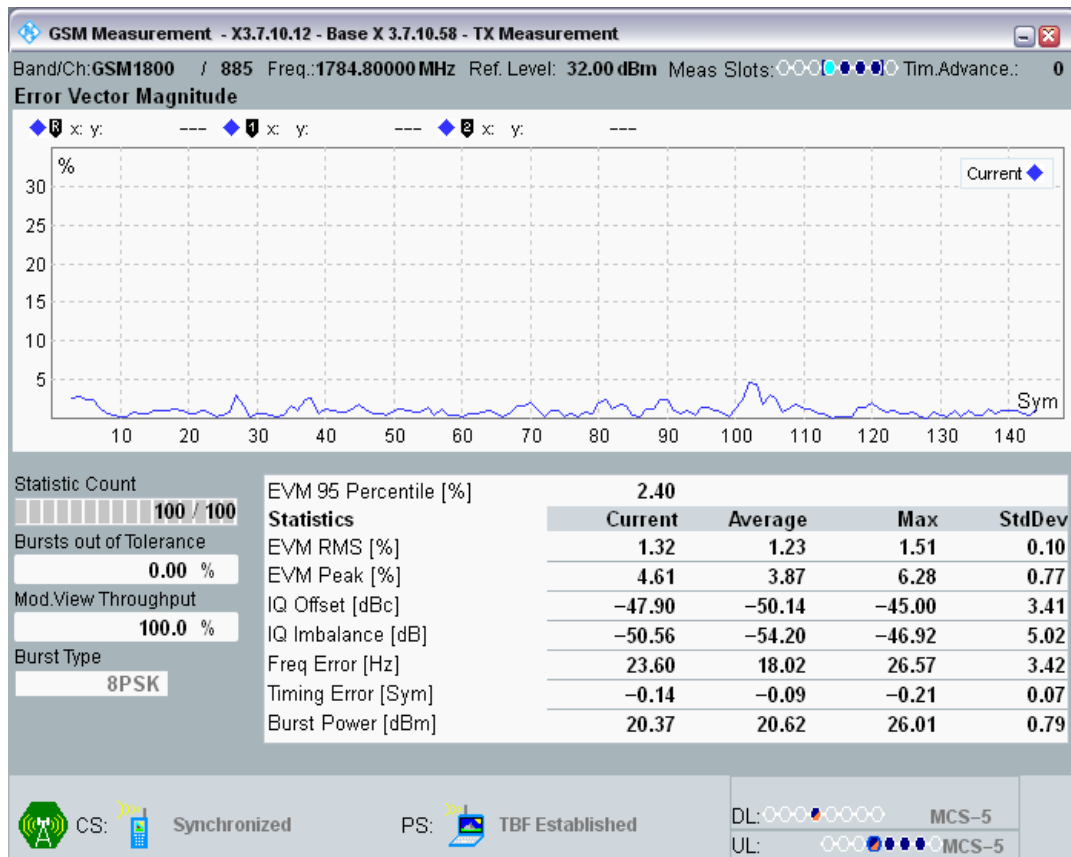 GSM Measurement - X3.7.10.12 - Base X 3.7.10.58 - TX Measurement
Band/Ch:GSM1800 / 885 Freq.:1784.80000 MHz Ref. Level: 32.00 dBm Meas Slots: Tim.Advance.: 0
Error Vector Magnitude
R x: y: --- 1 x: y: --- 2 x: y: ---
%
Current
30
25
20
15
10
5
Sym
10 20 30 40 50 60 70 80 90 100 110 120 130 140
Statistic Count
100 / 100
Bursts out of Tolerance
0.00 %
Mod.View Throughput
100.0 %
Burst Type
8PSK
EVM 95 Percentile [%] 2.40
Statistics Current Average Max StdDev
EVM RMS [%] 1.32 1.23 1.51 0.10
EVM Peak [%] 4.61 3.87 6.28 0.77
IQ Offset [dBc] −47.90 −50.14 −45.00 3.41
IQ Imbalance [dB] −50.56 −54.20 −46.92 5.02
Freq Error [Hz] 23.60 18.02 26.57 3.42
Timing Error [Sym] −0.14 −0.09 −0.21 0.07
Burst Power [dBm] 20.37 20.62 26.01 0.79
CS: Synchronized PS: TBF Established
DL: MCS−5
UL: MCS−5